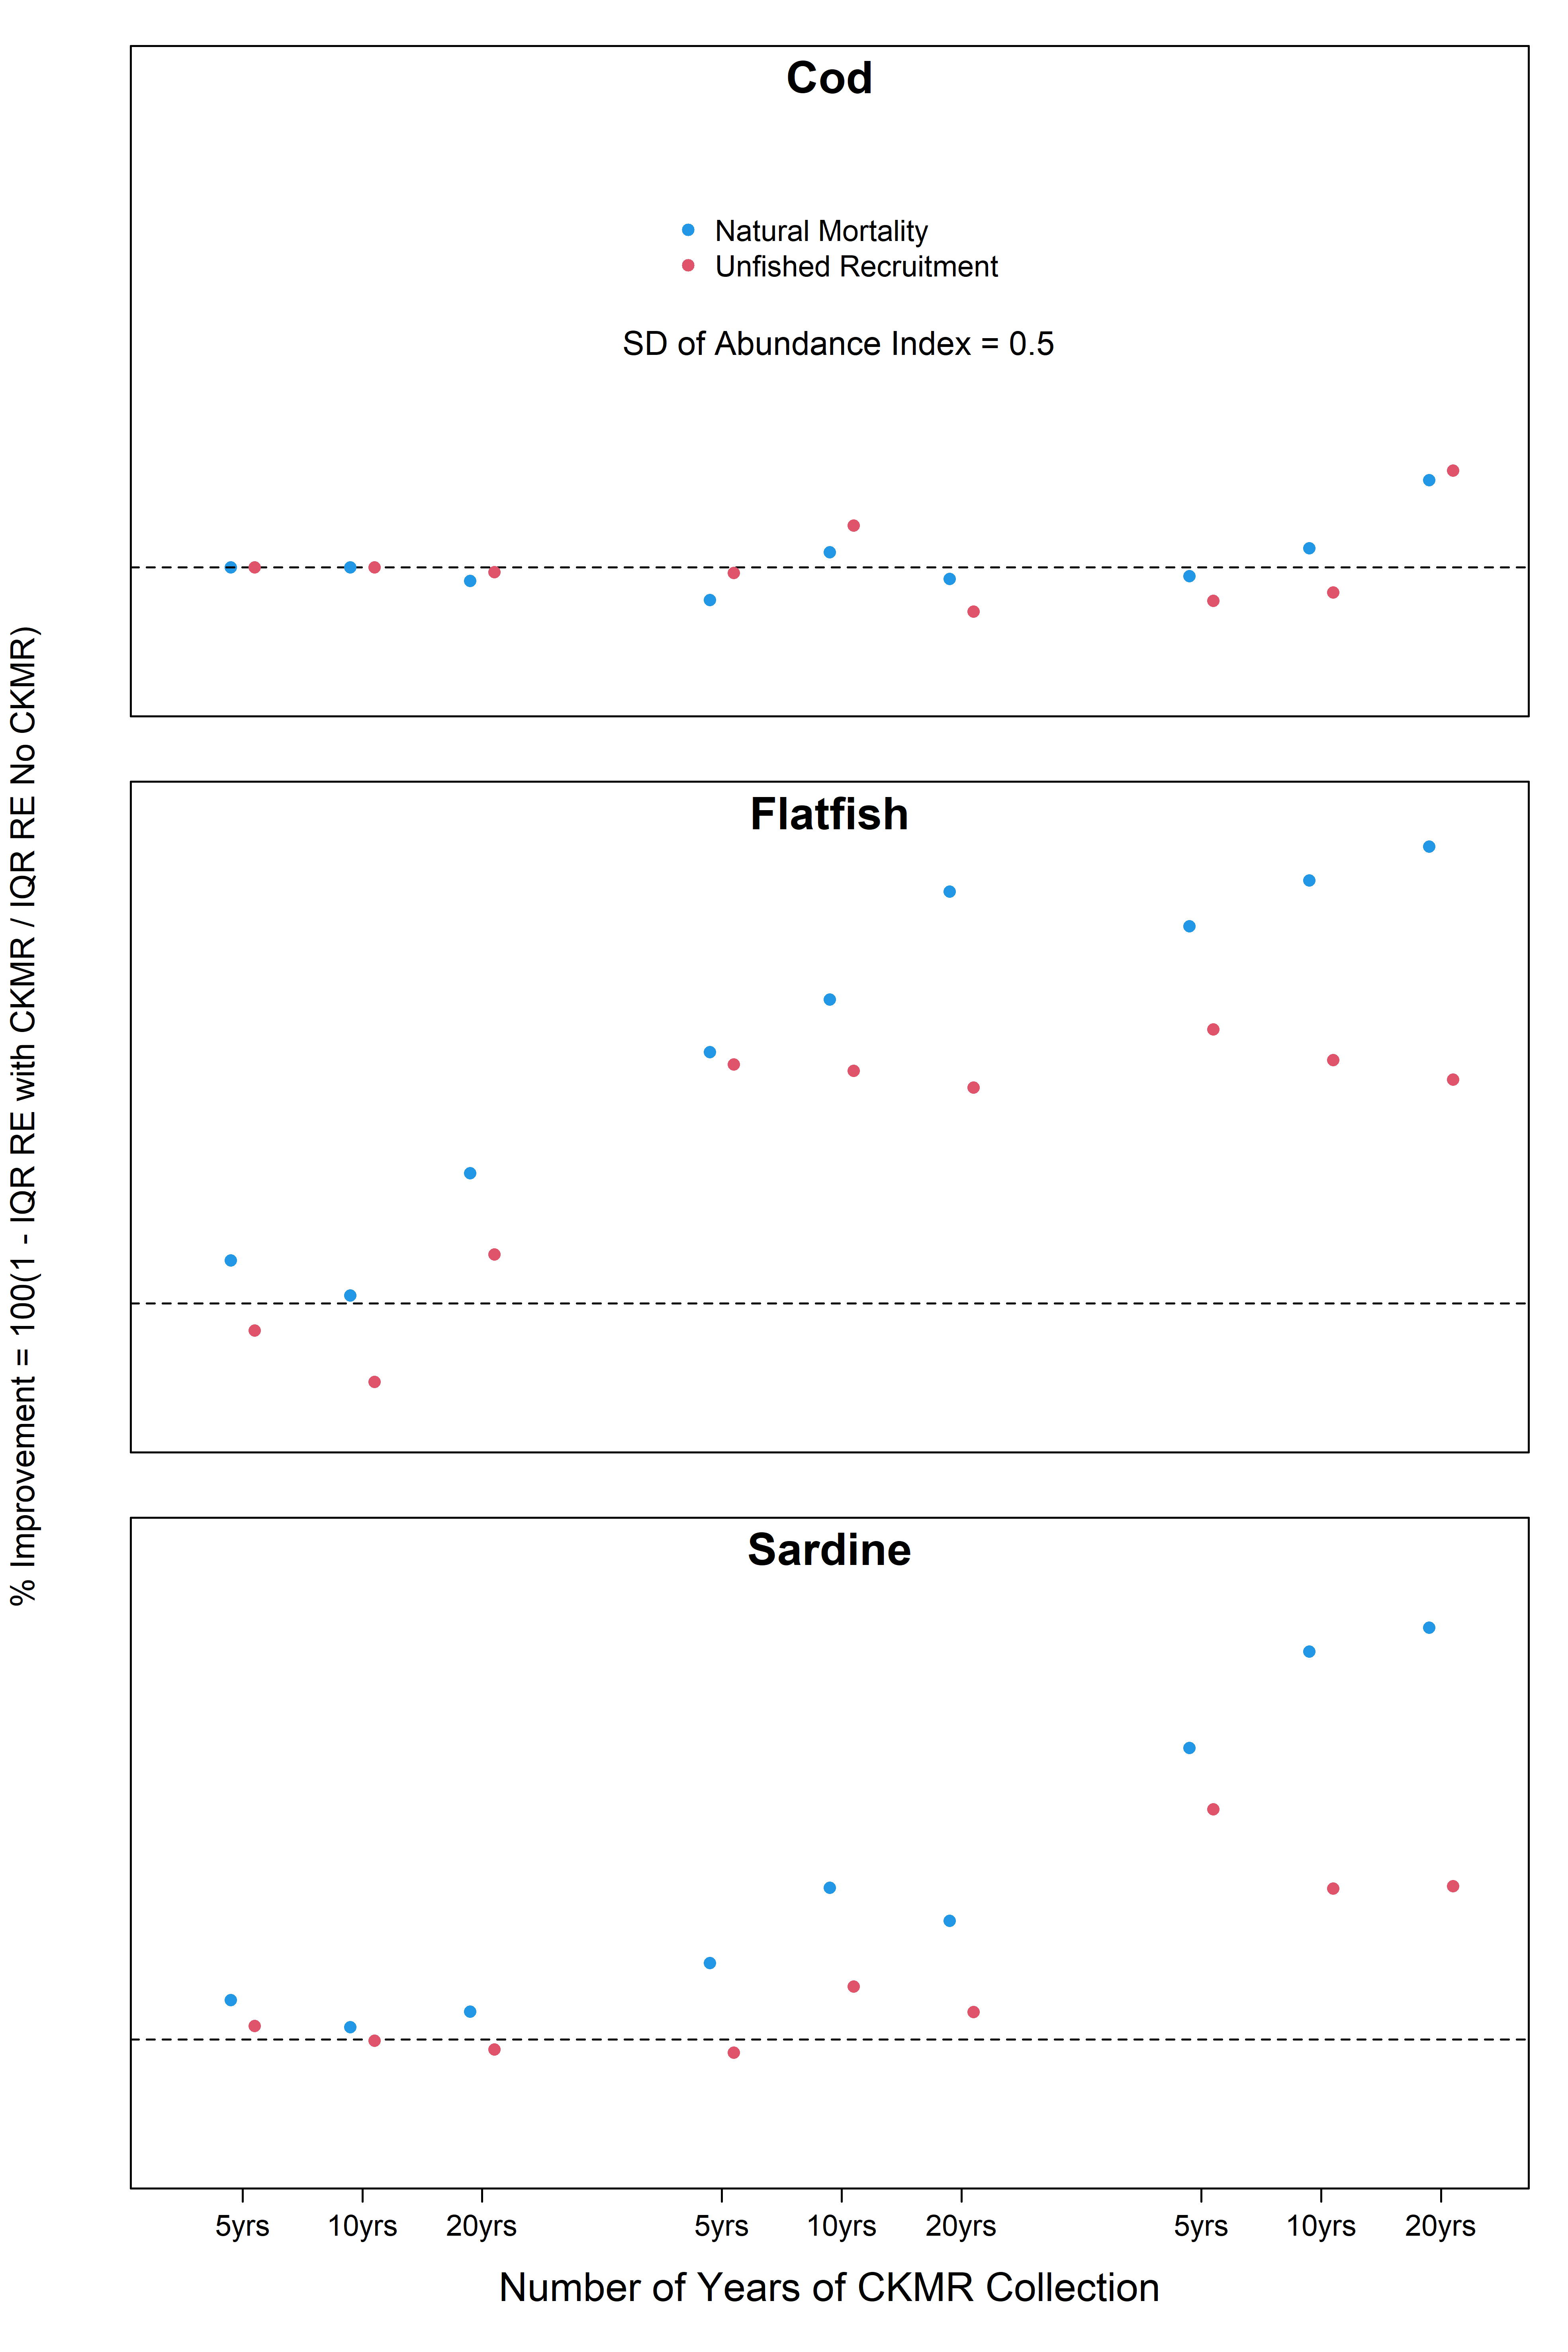 Cod
Natural Mortality
Unfished Recruitment
SD of Abundance Index = 0.5
% Improvement = 100(1 - IQR RE with CKMR / IQR RE No CKMR)
Flatfish
Sardine
5yrs 10yrs 20yrs 5yrs 10yrs 20yrs 5yrs 10yrs 20yrs
Number of Years of CKMR Collection